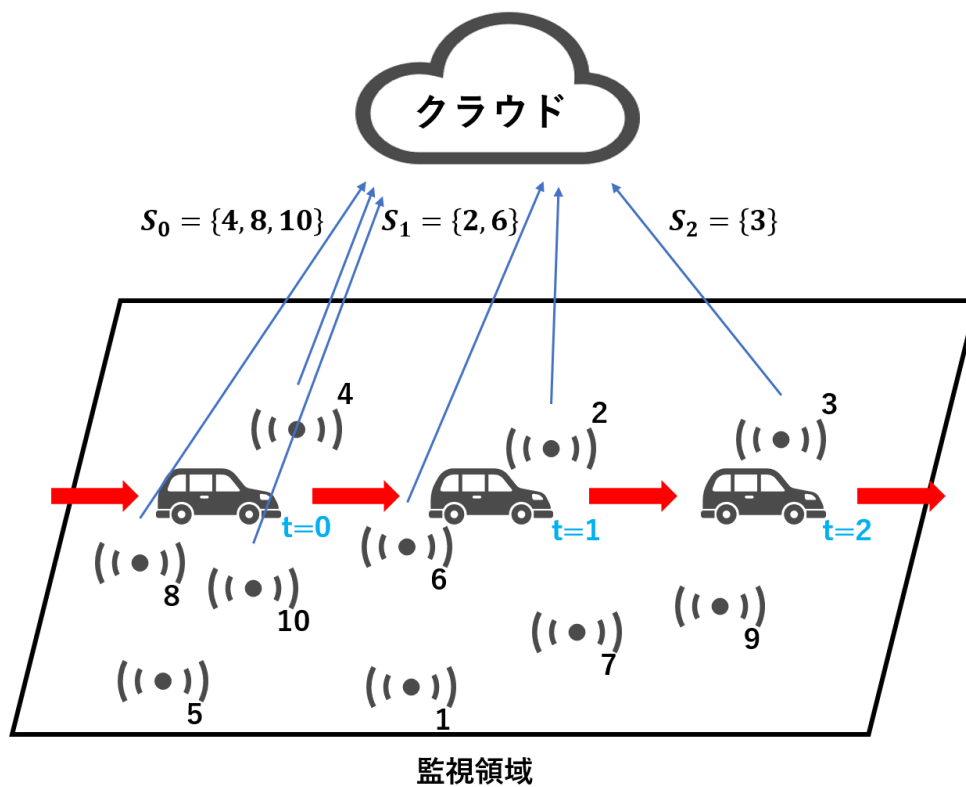 クラウド
S₀ = {4, 8, 10}
S₁ = {2, 6}
S₂ = {3}
4
2
3
t=0
t=1
t=2
6
8
10
7
9
5
1
監視領域